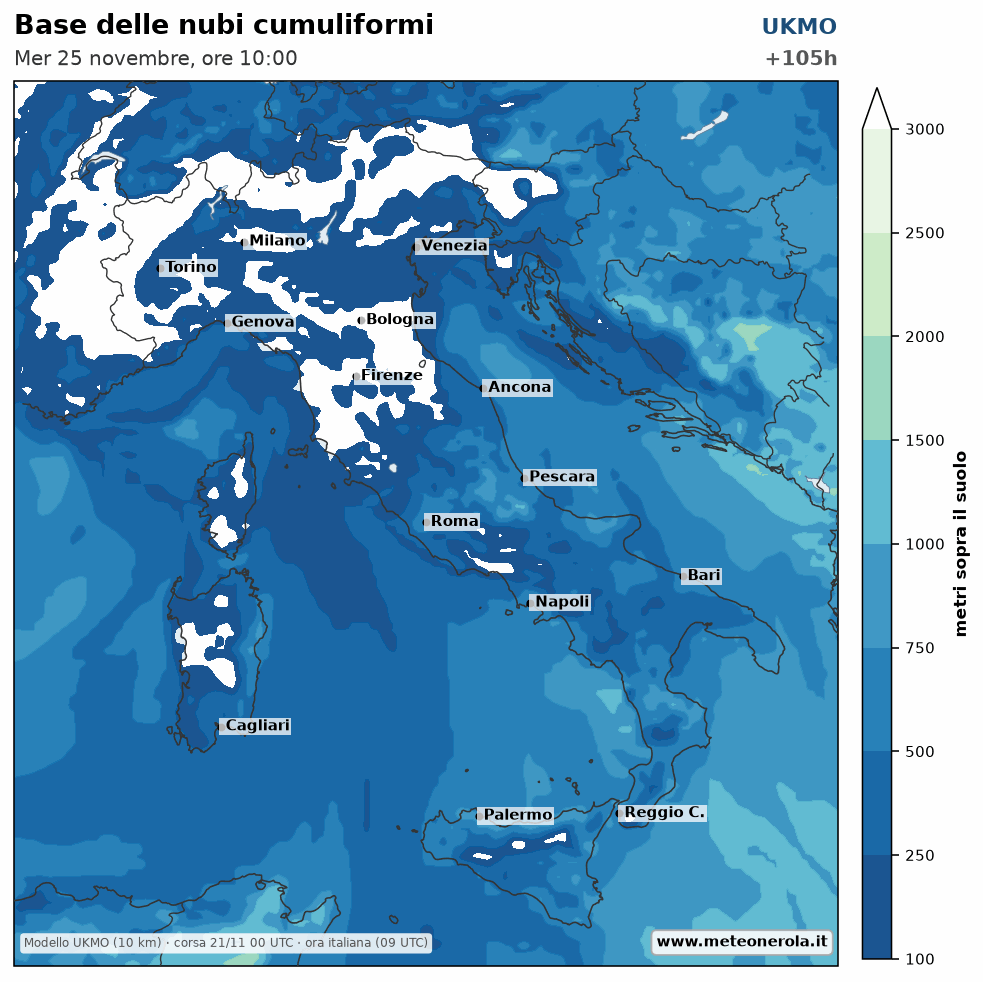 Base delle nubi cumuliformi
UKMO
Mer 25 novembre, ore 10:00
+105h
3000
2500
2000
1500
1000
750
500
250
100
metri sopra il suolo
Milano
Venezia
Torino
Genova
Bologna
Firenze
Ancona
Pescara
Roma
Bari
Napoli
Cagliari
Palermo
Reggio C.
Modello UKMO (10 km) · corsa 21/11 00 UTC · ora italiana (09 UTC)
www.meteonerola.it